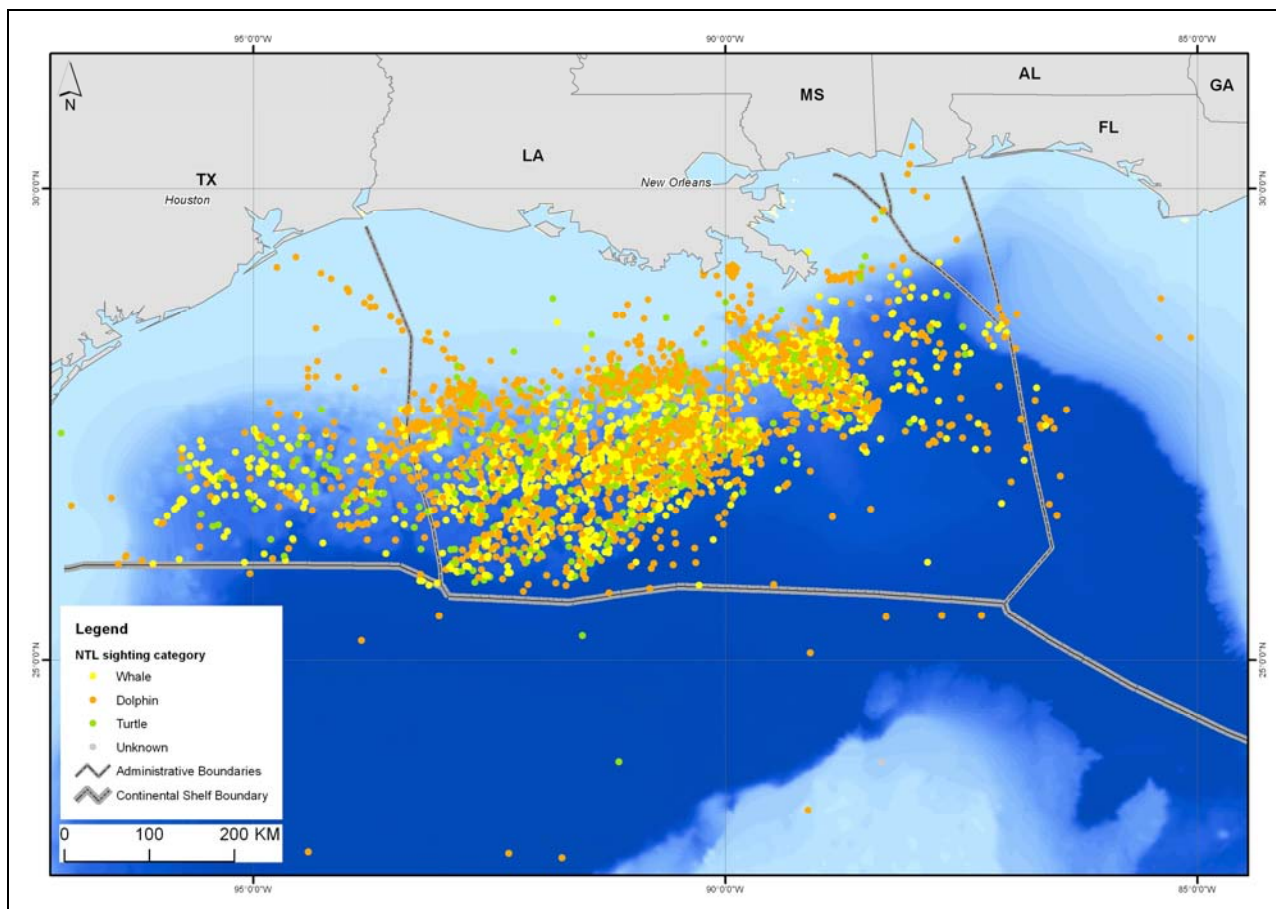 95°0'0"W
90°0'0"W
85°0'0"W
N
AL
GA
MS
FL
LA
TX
Houston
New Orleans
30°0'0"N
30°0'0"N
25°0'0"N
25°0'0"N
Legend
NTL sighting category
Whale
Dolphin
Turtle
Unknown
Administrative Boundaries
Continental Shelf Boundary
0 100 200 KM
95°0'0"W
90°0'0"W
85°0'0"W